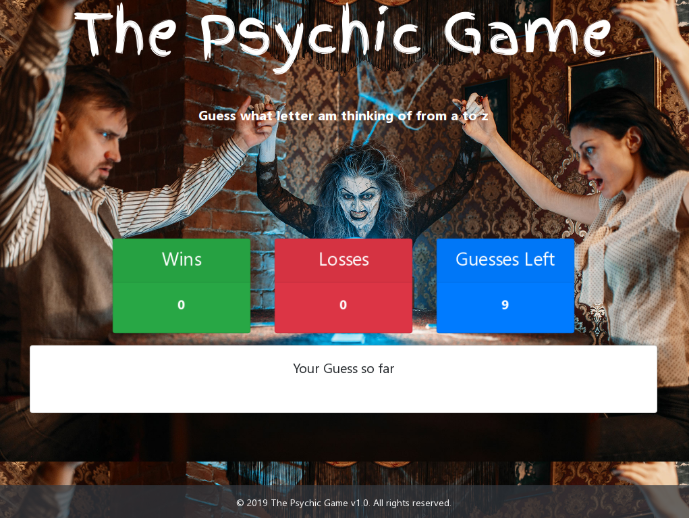 The Psychic Game
Guess what letter am thinking of from a to z
Wins
Losses
Guesses Left
0
0
9
Your Guess so far
© 2019 The Psychic Game v1.0. All rights reserved.